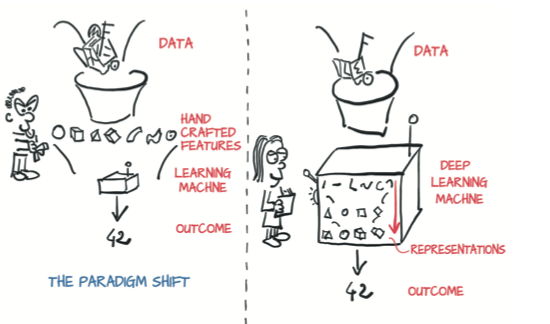 DATA
HAND
CRAFTED
FEATURES
LEARNING
MACHNE
42
OUTCOME
THE PARADIGM SHIFT
DATA
DEEP
LEARNING
MACHINE
REPRESENTATIONS
42
OUTCOME